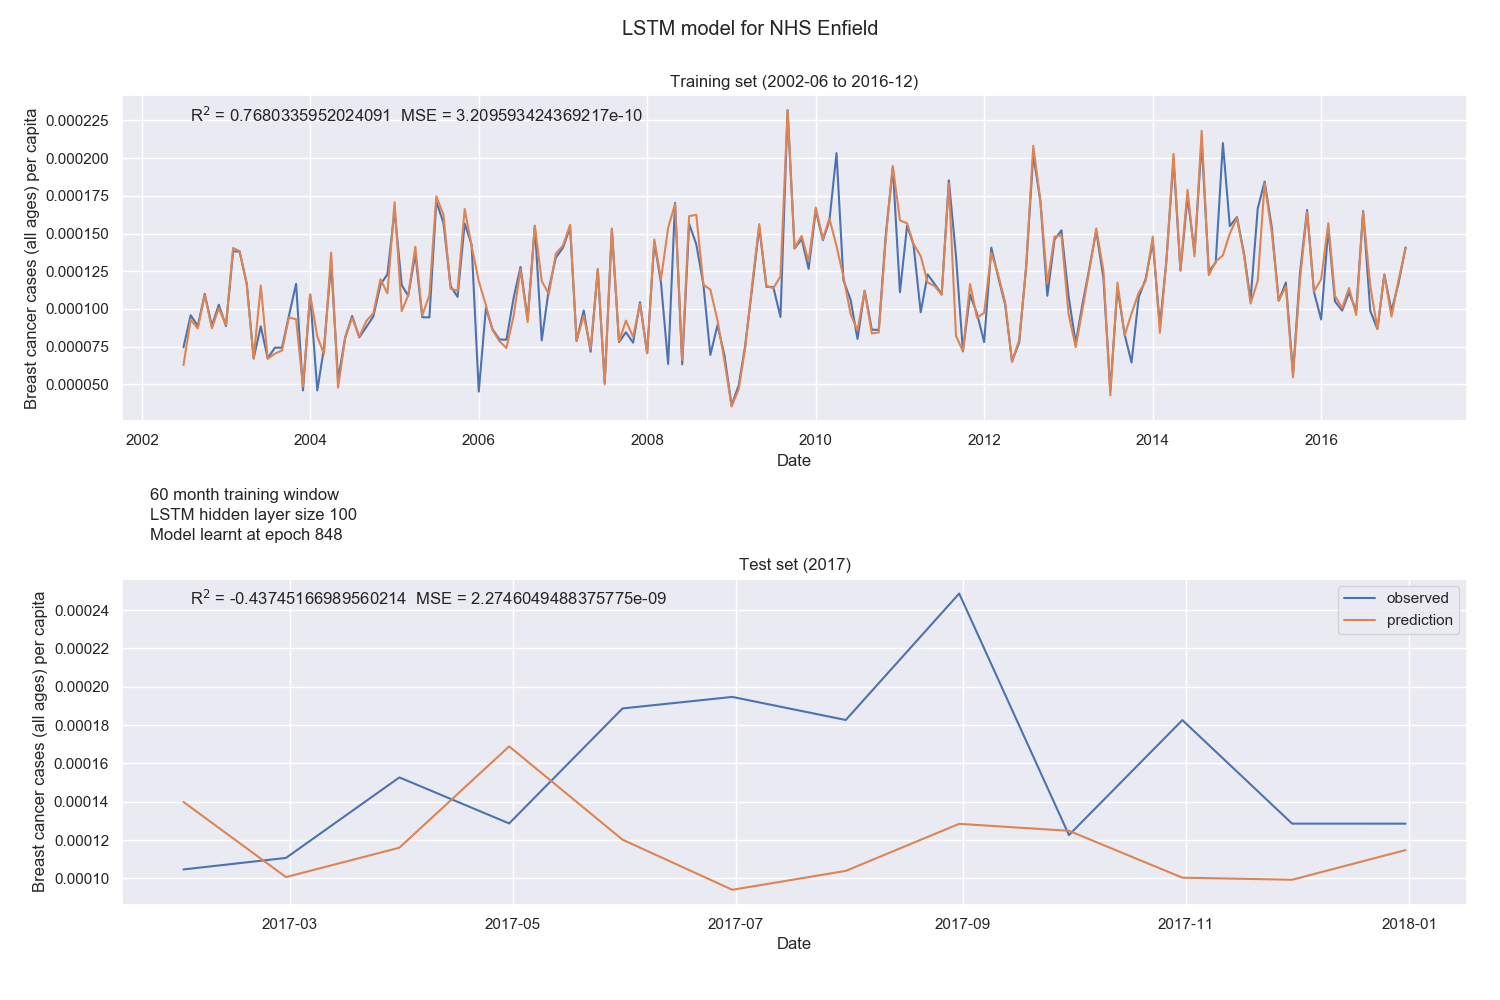 LSTM model for NHS Enfield
Training set (2002-06 to 2016-12)
R² = 0.7680335952024091 MSE = 3.209593424369217e-10
Breast cancer cases (all ages) per capita
0.000225
0.000200
0.000175
0.000150
0.000125
0.000100
0.000075
0.000050
2002 2004 2006 2008 2010 2012 2014 2016
Date
60 month training window
LSTM hidden layer size 100
Model learnt at epoch 848
Test set (2017)
R² = -0.43745166989560214 MSE = 2.2746049488375775e-09
observed
prediction
Breast cancer cases (all ages) per capita
0.00024
0.00022
0.00020
0.00018
0.00016
0.00014
0.00012
0.00010
2017-03 2017-05 2017-07 2017-09 2017-11 2018-01
Date